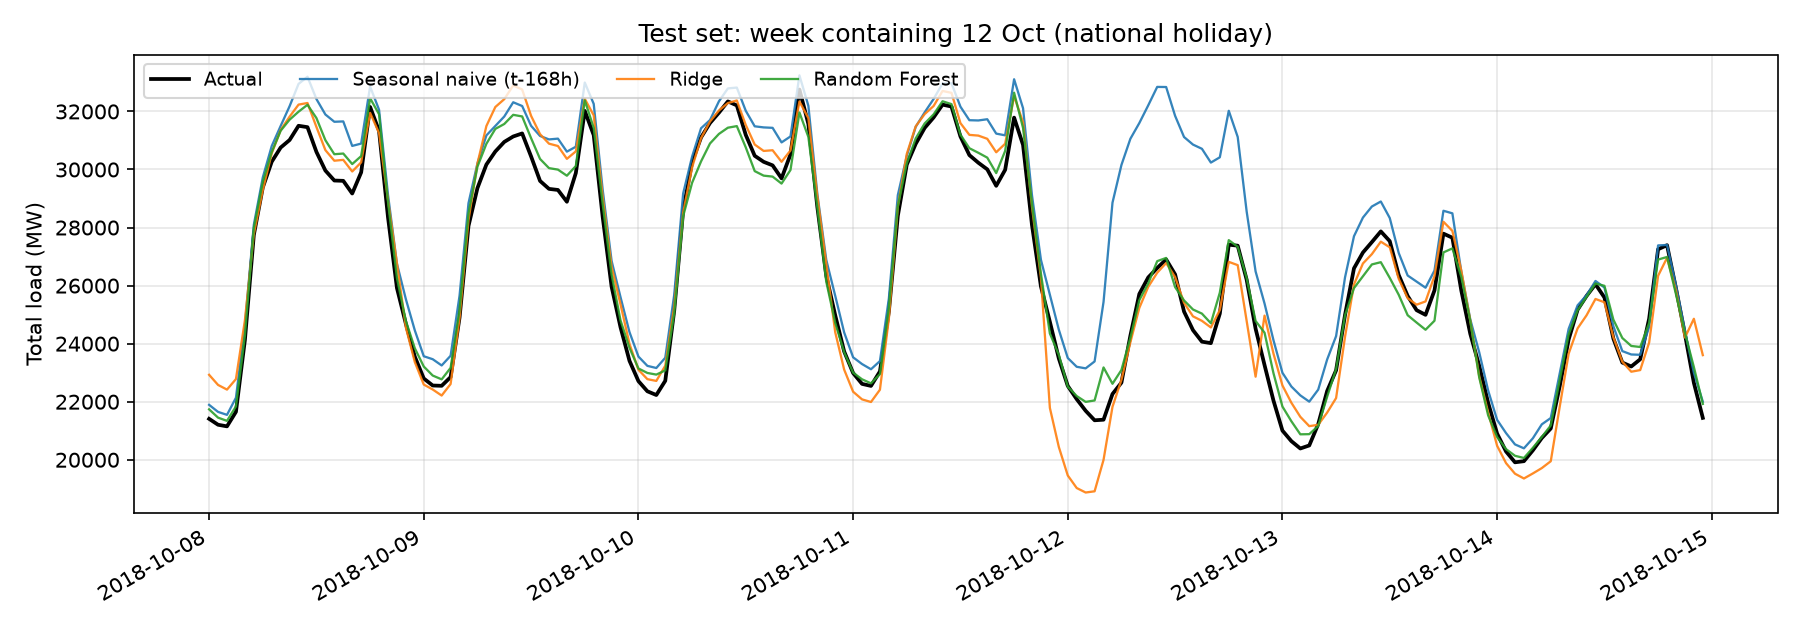 Test set: week containing 12 Oct (national holiday)
Actual Seasonal naive (t-168h) Ridge Random Forest
Total load (MW)
32000
30000
28000
26000
24000
22000
20000
2018-10-08 2018-10-09 2018-10-10 2018-10-11 2018-10-12 2018-10-13 2018-10-14 2018-10-15